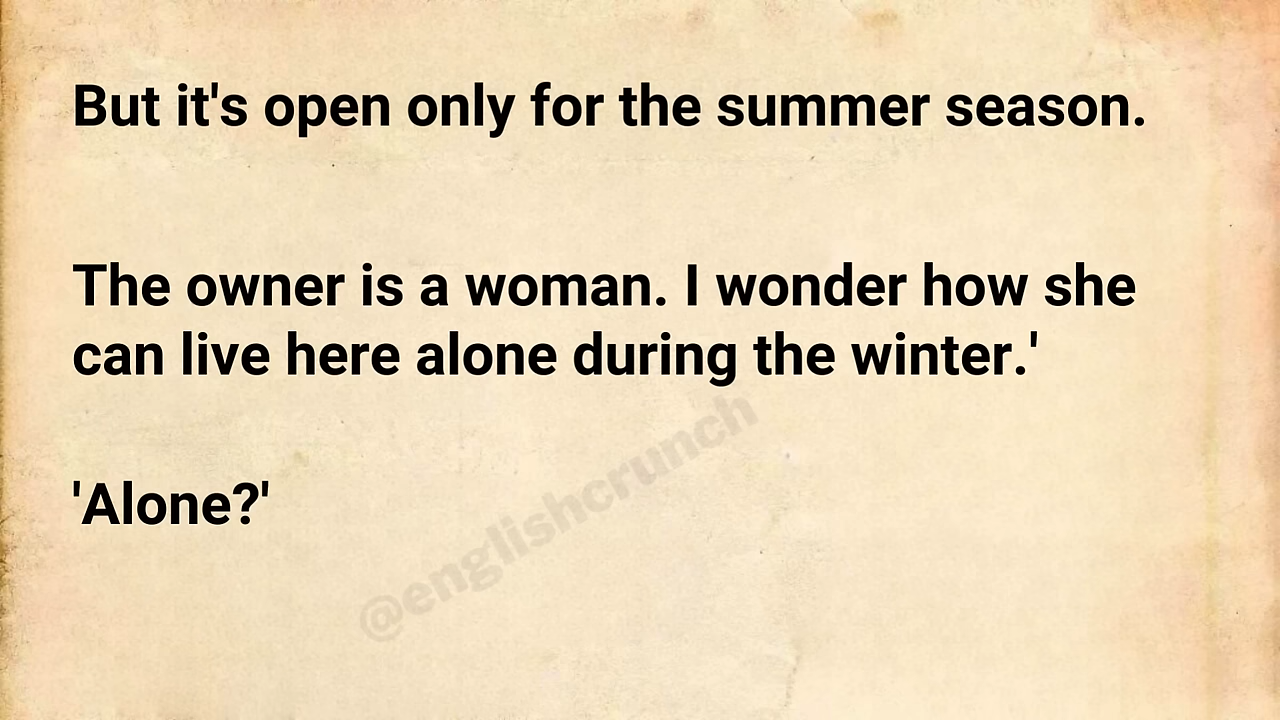 But it's open only for the summer season.
The owner is a woman. I wonder how she
can live here alone during the winter.'
'Alone?'
@englishcrunch